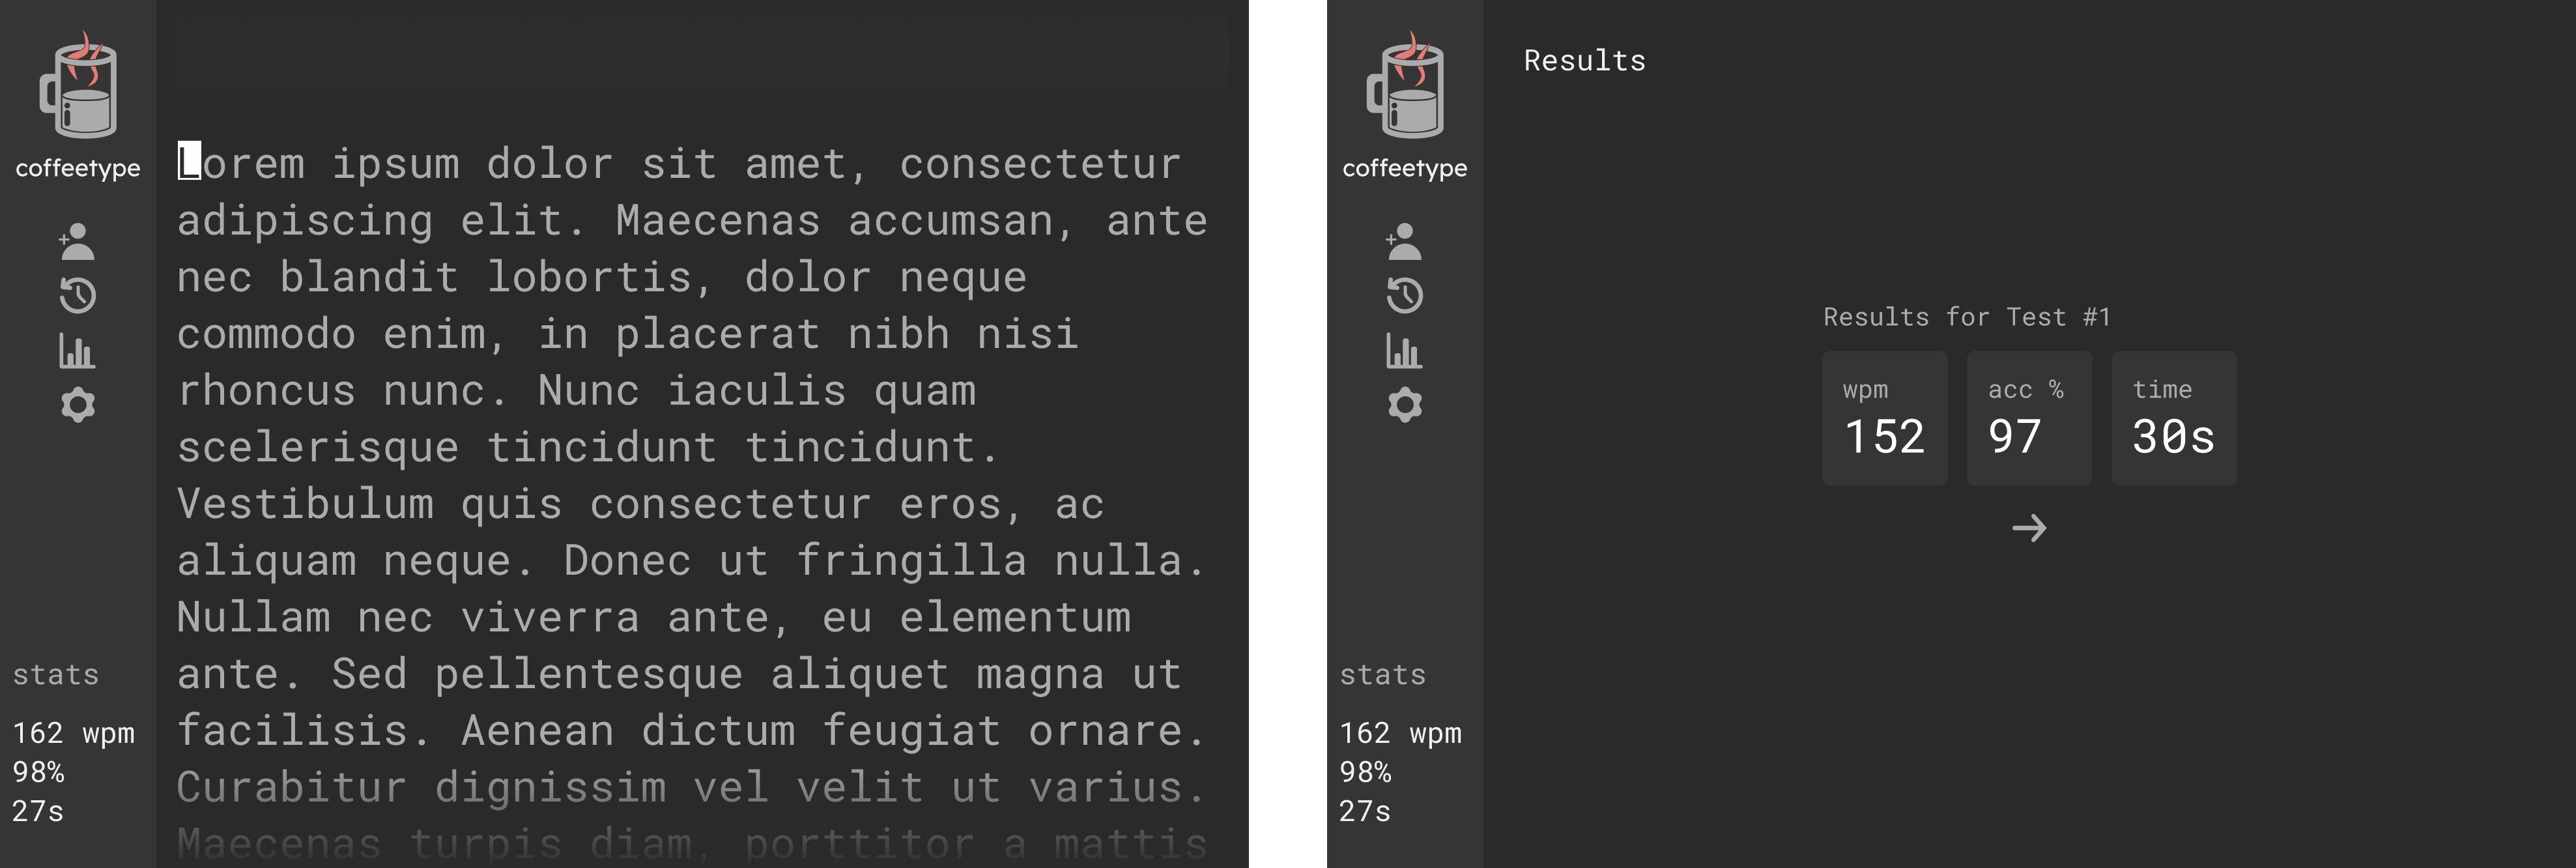 coffeetype
stats
162 wpm
98%
27s
Lorem ipsum dolor sit amet, consectetur
adipiscing elit. Maecenas accumsan, ante
nec blandit lobortis, dolor neque
commodo enim, in placerat nibh nisi
rhoncus nunc. Nunc iaculis quam
scelerisque tincidunt tincidunt.
Vestibulum quis consectetur eros, ac
aliquam neque. Donec ut fringilla nulla.
Nullam nec viverra ante, eu elementum
ante. Sed pellentesque aliquet magna ut
facilisis. Aenean dictum feugiat ornare.
Curabitur dignissim vel velit ut varius.
Maecenas turpis diam, porttitor a mattis
coffeetype
stats
162 wpm
98%
27s
Results
Results for Test #1
wpm
152
acc %
97
time
30s